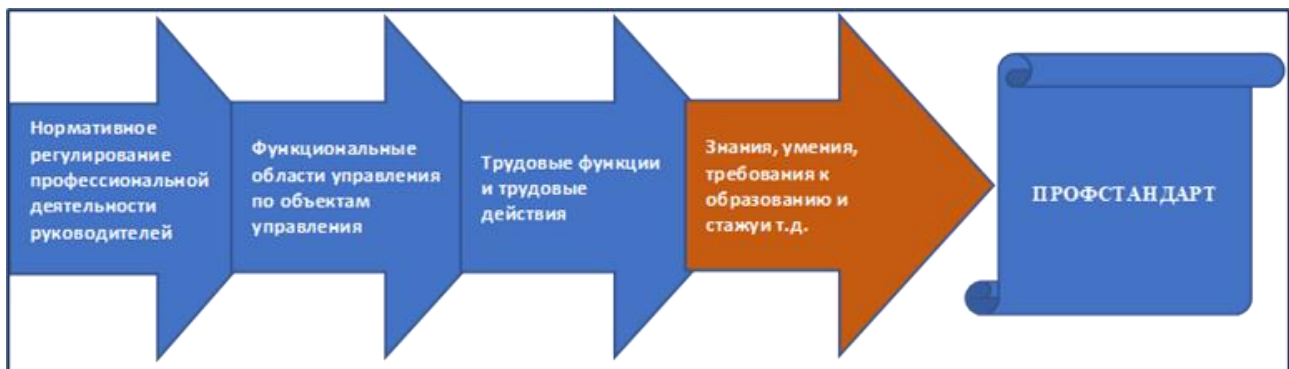 Нормативное
регулирование
профессиональной
деятельности
руководителей
Функциональные
области управления
по объектам
управления
Трудовые функции
и трудовые
действия
Знания, умения,
требования к
образованию и
стажуи т.д.
ПРОФСТАНДАРТ